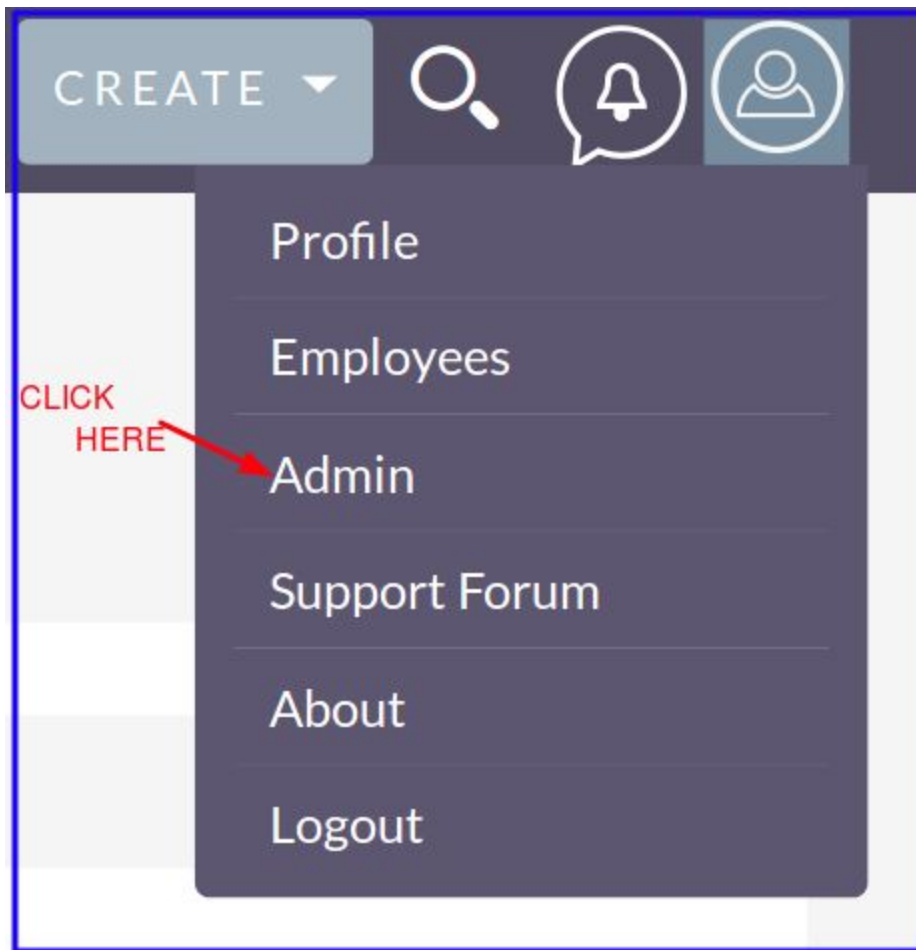 CREATE
Profile
Employees
CLICK
HERE
Admin
Support Forum
About
Logout